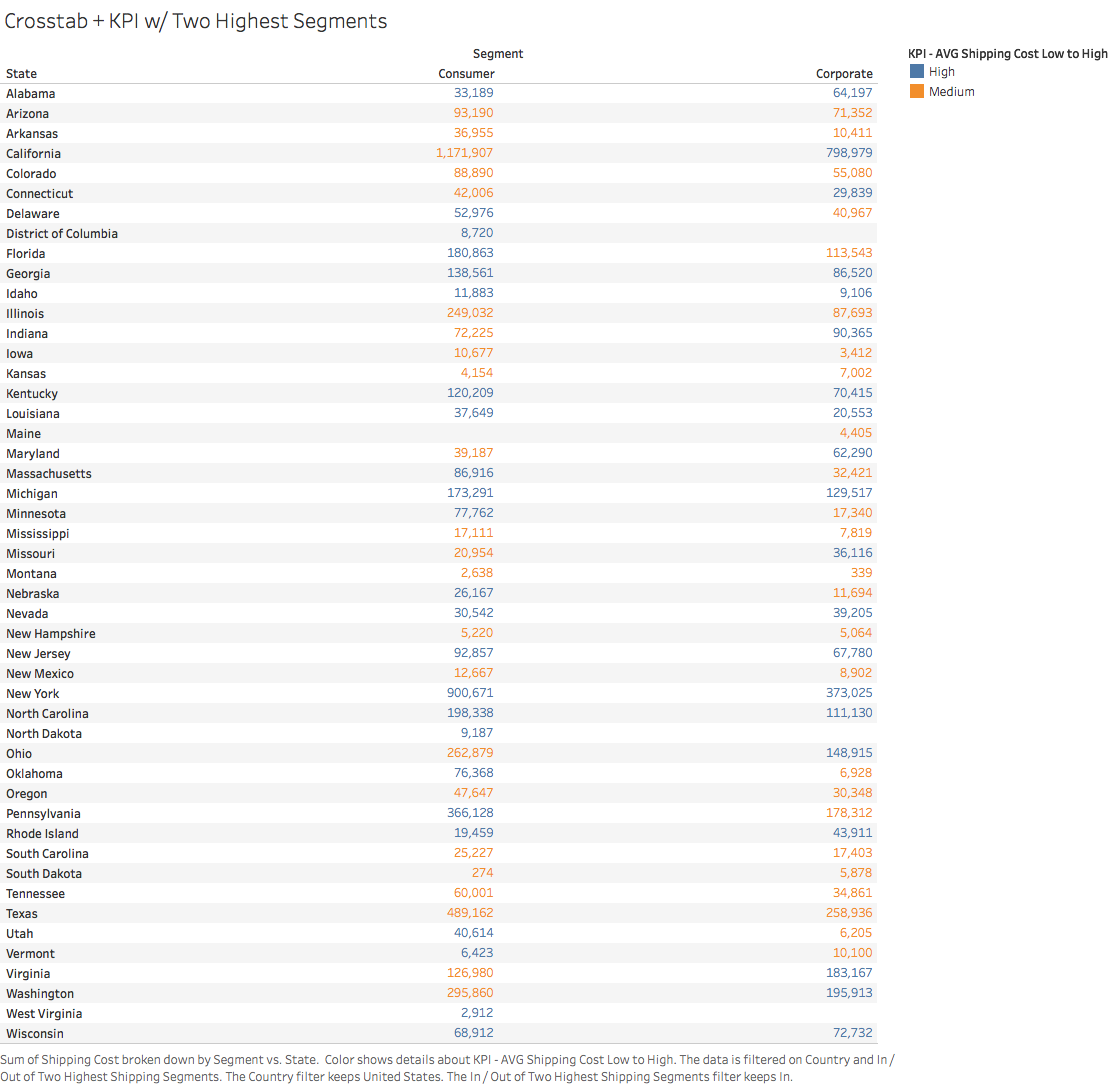 Crosstab + KPI w/ Two Highest Segments
Segment
State Consumer Corporate
Alabama 33,189 64,197
Arizona 93,190 71,352
Arkansas 36,955 10,411
California 1,171,907 798,979
Colorado 88,890 55,080
Connecticut 42,006 29,839
Delaware 52,976 40,967
District of Columbia 8,720
Florida 180,863 113,543
Georgia 138,561 86,520
Idaho 11,883 9,106
Illinois 249,032 87,693
Indiana 72,225 90,365
Iowa 10,677 3,412
Kansas 4,154 7,002
Kentucky 120,209 70,415
Louisiana 37,649 20,553
Maine 4,405
Maryland 39,187 62,290
Massachusetts 86,916 32,421
Michigan 173,291 129,517
Minnesota 77,762 17,340
Mississippi 17,111 7,819
Missouri 20,954 36,116
Montana 2,638 339
Nebraska 26,167 11,694
Nevada 30,542 39,205
New Hampshire 5,220 5,064
New Jersey 92,857 67,780
New Mexico 12,667 8,902
New York 900,671 373,025
North Carolina 198,338 111,130
North Dakota 9,187
Ohio 262,879 148,915
Oklahoma 76,368 6,928
Oregon 47,647 30,348
Pennsylvania 366,128 178,312
Rhode Island 19,459 43,911
South Carolina 25,227 17,403
South Dakota 274 5,878
Tennessee 60,001 34,861
Texas 489,162 258,936
Utah 40,614 6,205
Vermont 6,423 10,100
Virginia 126,980 183,167
Washington 295,860 195,913
West Virginia 2,912
Wisconsin 68,912 72,732
KPI - AVG Shipping Cost Low to High
High
Medium
Sum of Shipping Cost broken down by Segment vs. State. Color shows details about KPI - AVG Shipping Cost Low to High. The data is filtered on Country and In /
Out of Two Highest Shipping Segments. The Country filter keeps United States. The In / Out of Two Highest Shipping Segments filter keeps In.